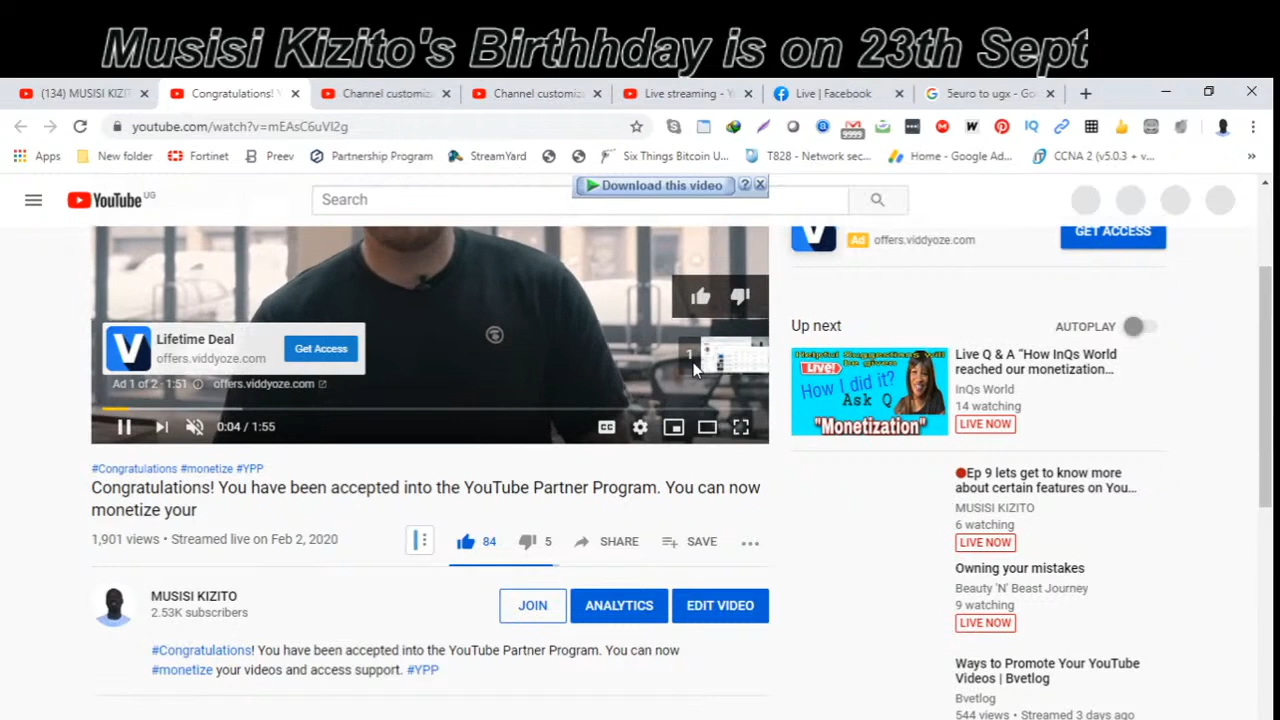 Musisi Kizito's Birthhday is on 23th Sept
(134) MUSISI KIZIT
Congratulations! Y
Channel customiz
Channel customiz
Live streaming - Y
Live | Facebook
5euro to ugx - Go
youtube.com/watch?v=mEAsC6uVI2g
9999
W
IQ
Apps
New folder
Fortinet
Preev
Partnership Program
StreamYard
Six Things Bitcoin U...
T828 - Network sec...
Home - Google Ad...
CCNA 2 (v5.0.3 + v...
»
YouTube UG
Search
Download this video
?
Ad offers.viddyoze.com
GET ACCESS
Lifetime Deal
offers.viddyoze.com
Get Access
Ad 1 of 2 · 1:51 offers.viddyoze.com
1
0:04 / 1:55
CC
Up next
AUTOPLAY
Helpful Suggestions will
be given
Live!
How I did it?
Ask Q
"Monetization"
Live Q & A "How InQs World
reached our monetization...
InQs World
14 watching
LIVE NOW
#Congratulations #monetize #YPP
Congratulations! You have been accepted into the YouTube Partner Program. You can now
monetize your
1,901 views • Streamed live on Feb 2, 2020
84
5
SHARE
SAVE
Ep 9 lets get to know more
about certain features on You...
MUSISI KIZITO
6 watching
LIVE NOW
Owning your mistakes
Beauty 'N' Beast Journey
9 watching
LIVE NOW
MUSISI KIZITO
2.53K subscribers
JOIN
ANALYTICS
EDIT VIDEO
#Congratulations! You have been accepted into the YouTube Partner Program. You can now
#monetize your videos and access support. #YPP
Ways to Promote Your YouTube
Videos | Bvetlog
Bvetlog
544 views • Streamed 3 days ago